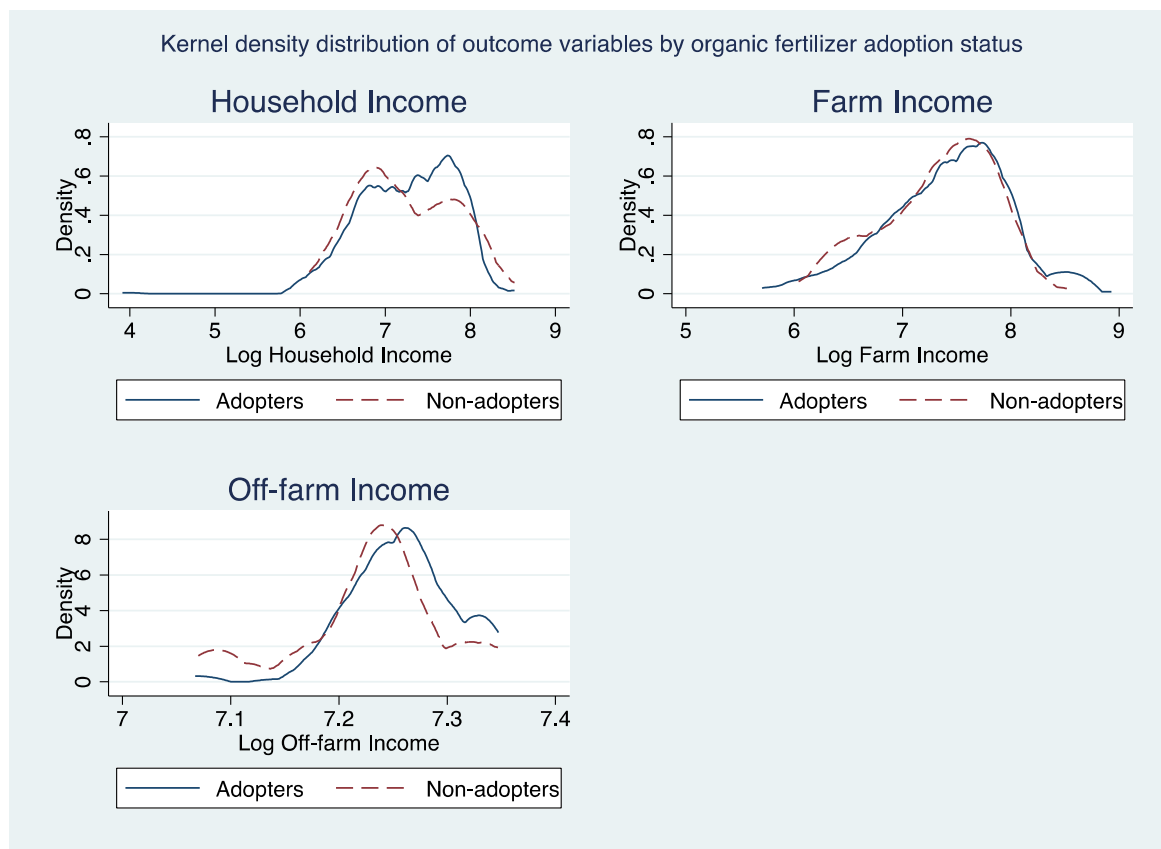 Kernel density distribution of outcome variables by organic fertilizer adoption status
Household Income
Density
0 .2 .4 .6 .8
4 5 6 7 8 9
Log Household Income
Adopters Non-adopters
Farm Income
Density
0 .2 .4 .6 .8
5 6 7 8 9
Log Farm Income
Adopters Non-adopters
Off-farm Income
Density
0 2 4 6 8
7 7.1 7.2 7.3 7.4
Log Off-farm Income
Adopters Non-adopters